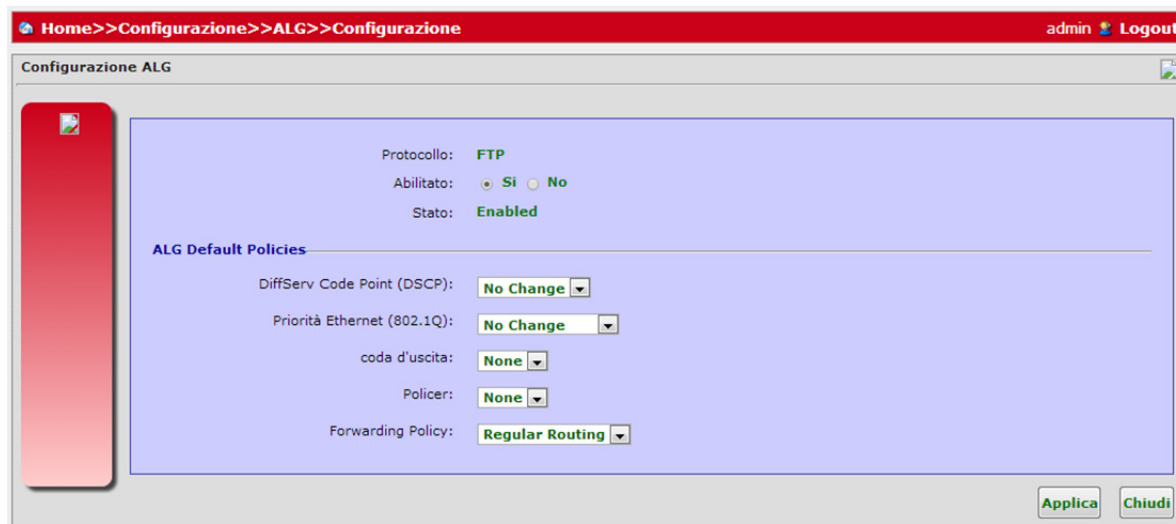 Home>>Configurazione>>ALG>>Configurazione admin Logout
Configurazione ALG
Protocollo: FTP
Abilitato: Si No
Stato: Enabled
ALG Default Policies
DiffServ Code Point (DSCP): No Change
Priorità Ethernet (802.1Q): No Change
coda d'uscita: None
Policer: None
Forwarding Policy: Regular Routing
Applica Chiudi